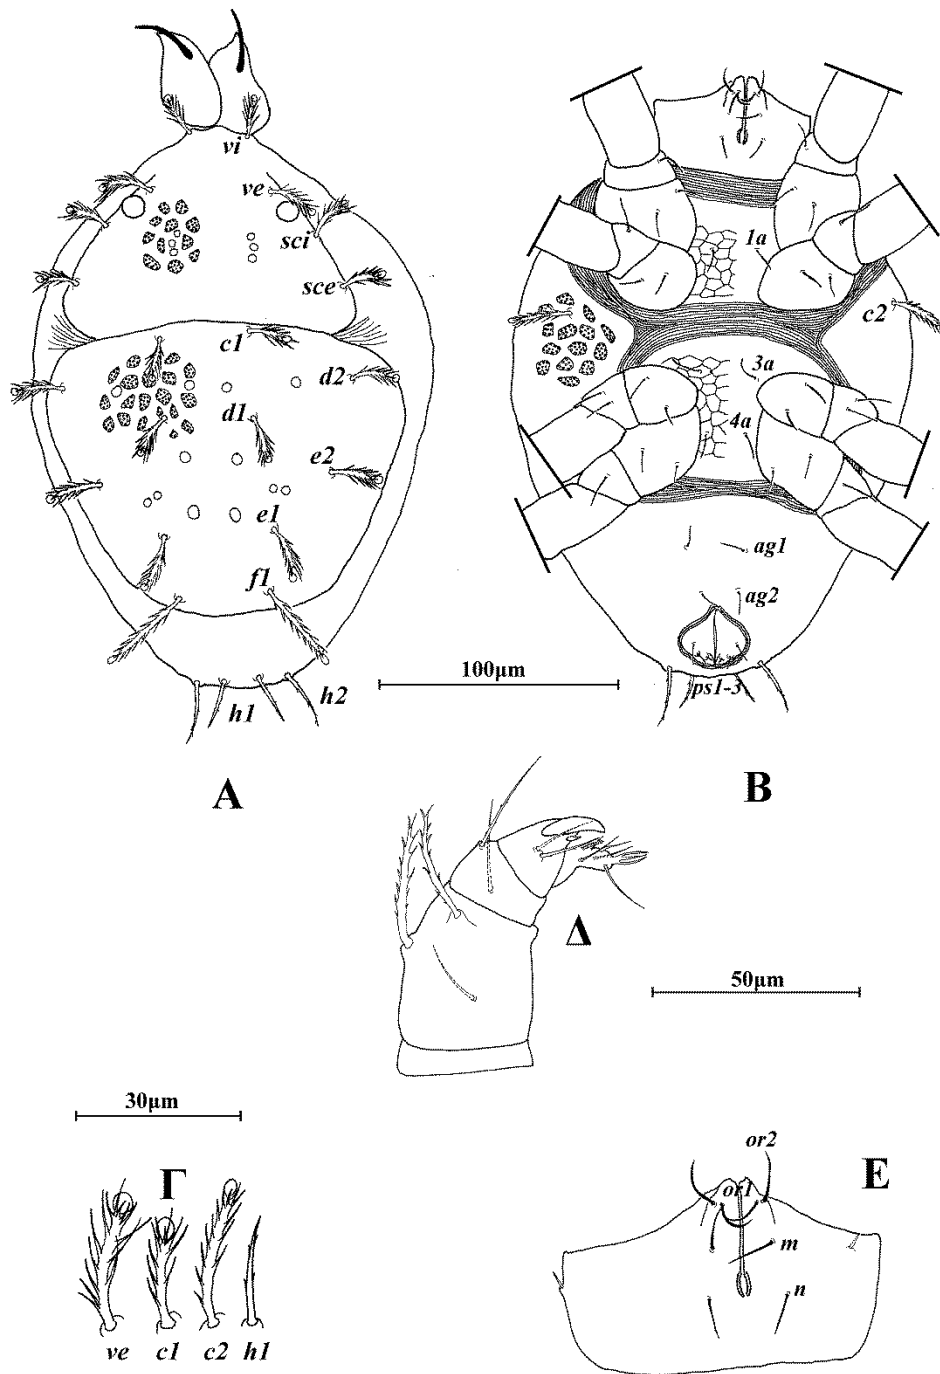 vi
ve
sci
sce
c1
d2
d1
e2
e1
f1
h1
h2
A
1a
c2
3a
4a
ag1
ag2
ps1-3
B
100μm
Δ
50μm
30μm
Γ
ve c1 c2 h1
or2
or1
E
m
n